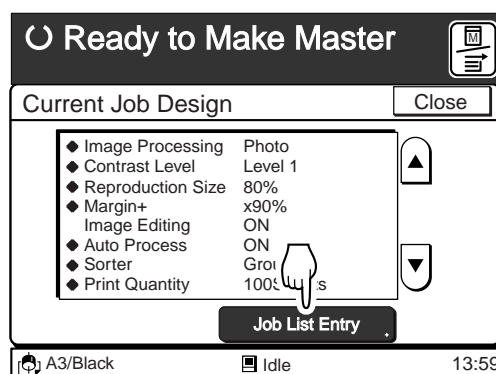 Ready to Make Master
M
Current Job Design Close
◆ Image Processing Photo
◆ Contrast Level Level 1
◆ Reproduction Size 80%
◆ Margin+ x90%
Image Editing ON
◆ Auto Process ON
◆ Sorter
◆ Print Quantity
Job List Entry
A3/Black Idle 13:59